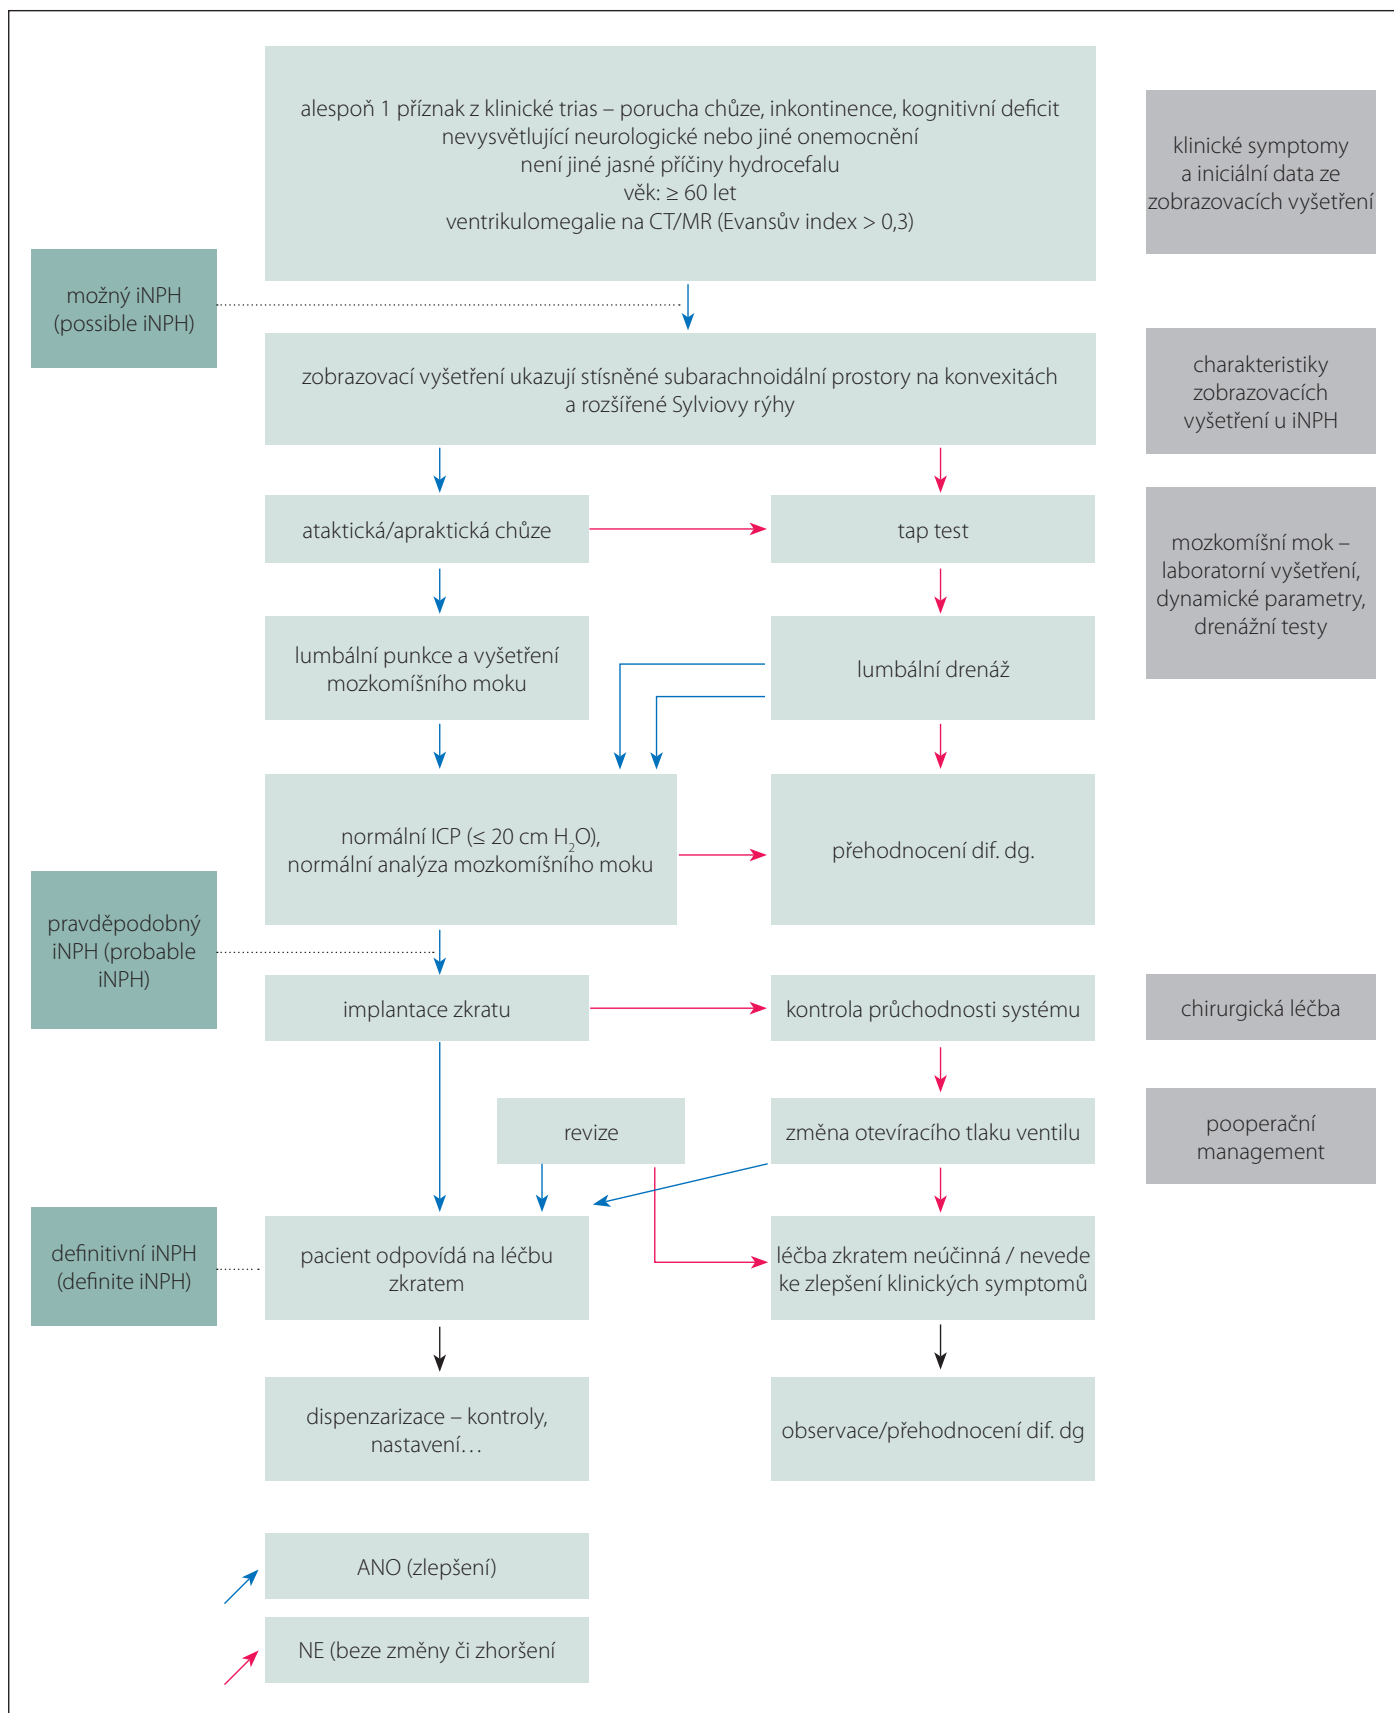 alespoň 1 příznak z klinické trias – porucha chůze, inkontinence, kognitivní deficit
nevysvětlující neurologické nebo jiné onemocnění
není jiné jasné příčiny hydrocefalu
věk: ≥ 60 let
ventrikulomegalie na CT/MR (Evansův index > 0,3)
klinické symptomy
a iniciální data ze
zobrazovacích vyšetření
možný iNPH
(possible iNPH)
zobrazovací vyšetření ukazují stísněné subarachnoidální prostory na konvexitách
a rozšířené Sylviovy rýhy
charakteristiky
zobrazovacích
vyšetření u iNPH
ataktická/apraktická chůze
tap test
mozkomíšní mok –
laboratorní vyšetření,
dynamické parametry,
drenážní testy
lumbální punkce a vyšetření
mozkomíšního moku
lumbální drenáž
normální ICP (≤ 20 cm H₂O),
normální analýza mozkomíšního moku
přehodnocení dif. dg.
pravděpodobný
iNPH (probable
iNPH)
implantace zkratu
kontrola průchodnosti systému
chirurgická léčba
revize
změna otevíracího tlaku ventilu
pooperační
management
definitivní iNPH
(definite iNPH)
pacient odpovídá na léčbu
zkratem
léčba zkratem neúčinná / nevede
ke zlepšení klinických symptomů
dispenzarizace – kontroly,
nastavení…
observace/přehodnocení dif. dg
ANO (zlepšení)
NE (beze změny či zhoršení